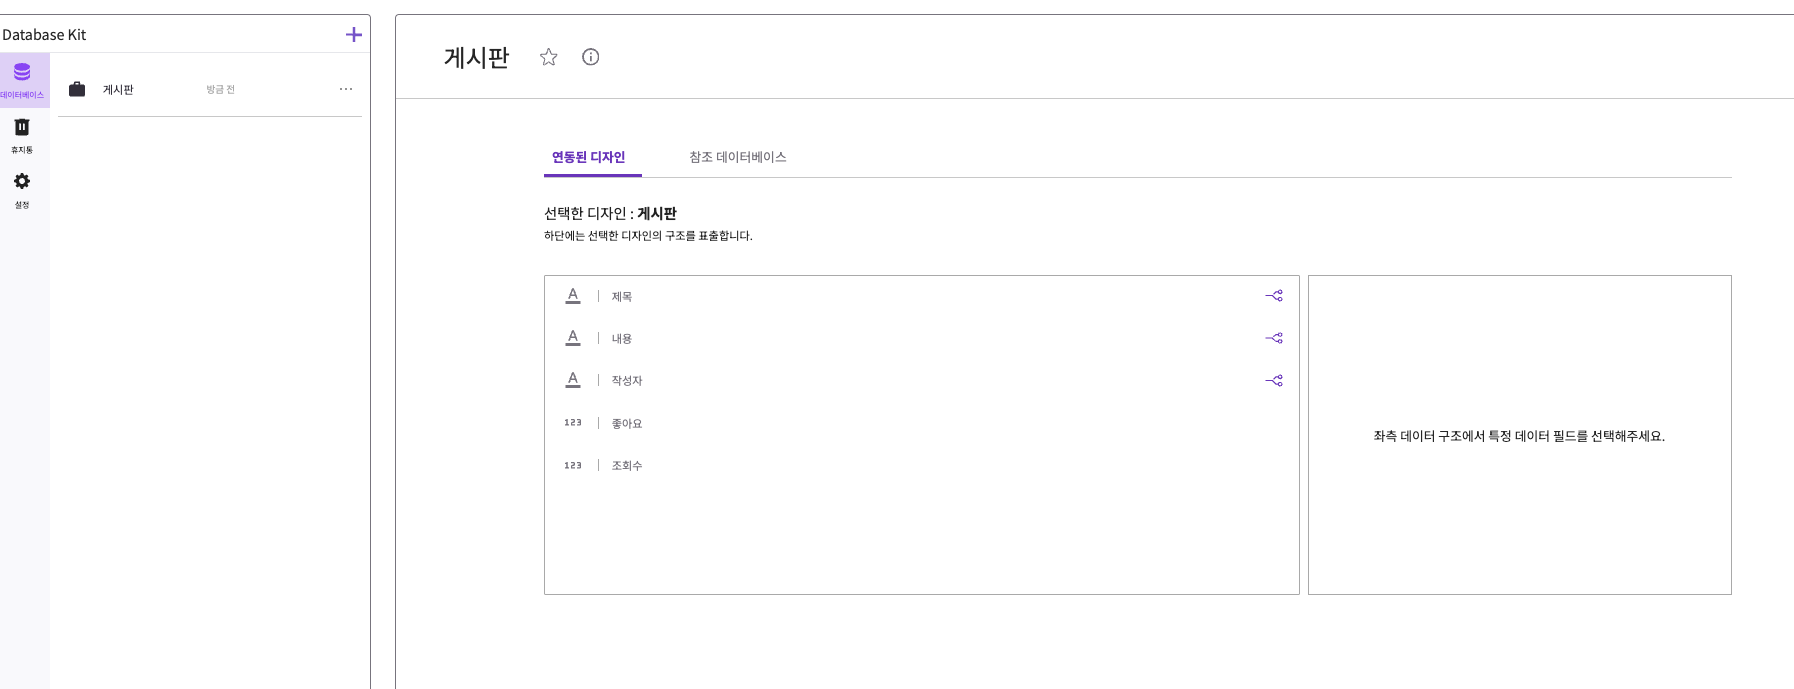 Database Kit
데이터베이스
휴지통
설정
게시판
방금 전
게시판
연동된 디자인
참조 데이터베이스
선택한 디자인 : 게시판
하단에는 선택한 디자인의 구조를 표출합니다.
A 제목
A 내용
A 작성자
123 좋아요
123 조회수
좌측 데이터 구조에서 특정 데이터 필드를 선택해주세요.